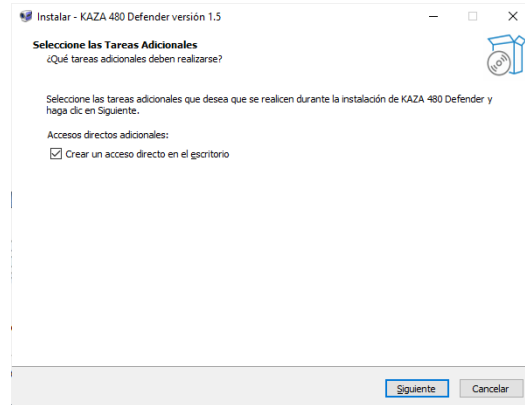 Instalar - KAZA 480 Defender versión 1.5
Seleccione las Tareas Adicionales
¿Qué tareas adicionales deben realizarse?
Seleccione las tareas adicionales que desea que se realicen durante la instalación de KAZA 480 Defender y
haga clic en Siguiente.
Accesos directos adicionales:
Crear un acceso directo en el escritorio
Siguiente
Cancelar